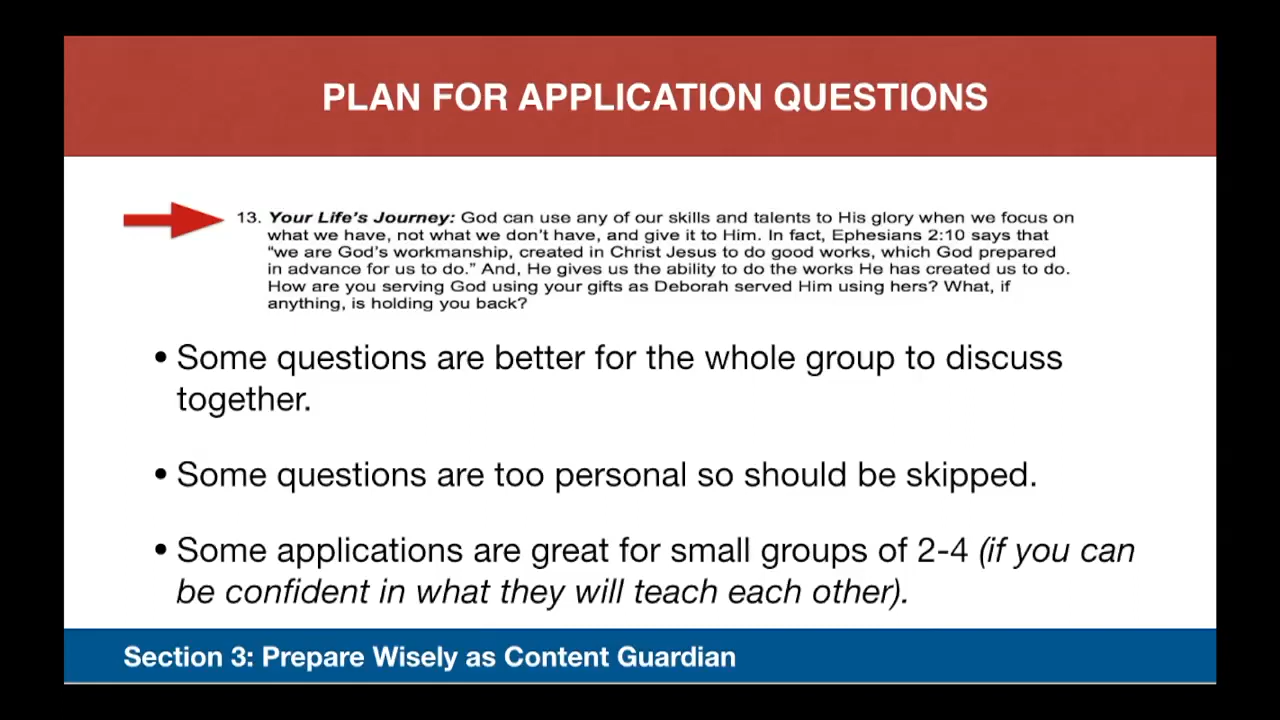 PLAN FOR APPLICATION QUESTIONS
13. Your Life's Journey: God can use any of our skills and talents to His glory when we focus on
what we have, not what we don't have, and give it to Him. In fact, Ephesians 2:10 says that
"we are God's workmanship, created in Christ Jesus to do good works, which God prepared
in advance for us to do." And, He gives us the ability to do the works He has created us to do.
How are you serving God using your gifts as Deborah served Him using hers? What, if
anything, is holding you back?
• Some questions are better for the whole group to discuss
together.
• Some questions are too personal so should be skipped.
• Some applications are great for small groups of 2-4 (if you can
be confident in what they will teach each other).
Section 3: Prepare Wisely as Content Guardian